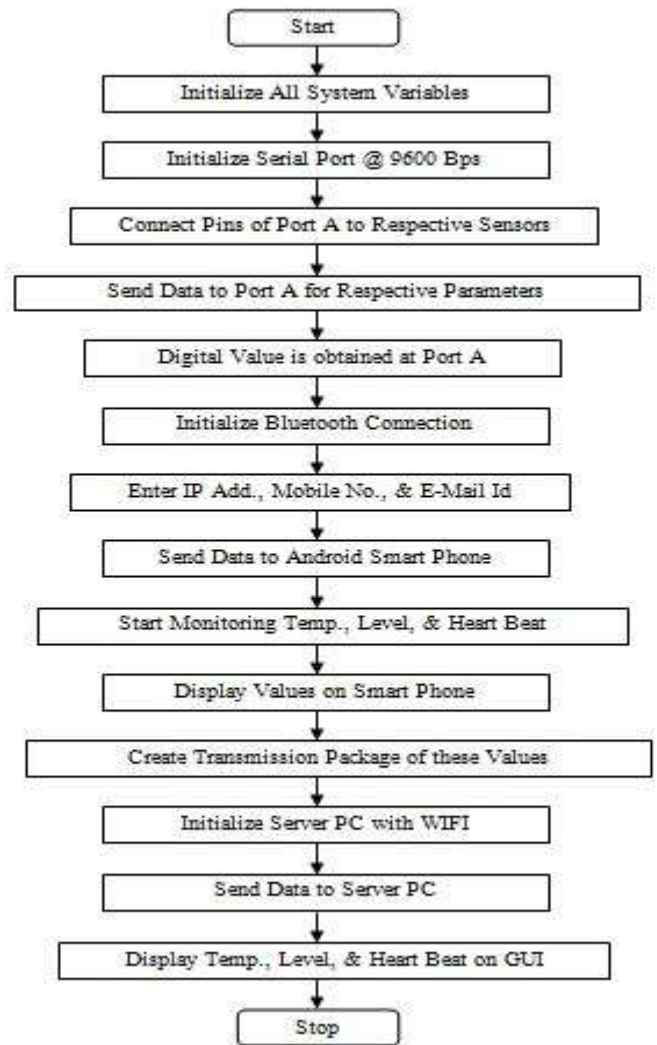 Start
Initialize All System Variables
Initialize Serial Port @ 9600 Bps
Connect Pins of Port A to Respective Sensors
Send Data to Port A for Respective Parameters
Digital Value is obtained at Port A
Initialize Bluetooth Connection
Enter IP Add., Mobile No., & E-Mail Id
Send Data to Android Smart Phone
Start Monitoring Temp., Level, & Heart Beat
Display Values on Smart Phone
Create Transmission Package of these Values
Initialize Server PC with WIFI
Send Data to Server PC
Display Temp., Level, & Heart Beat on GUI
Stop